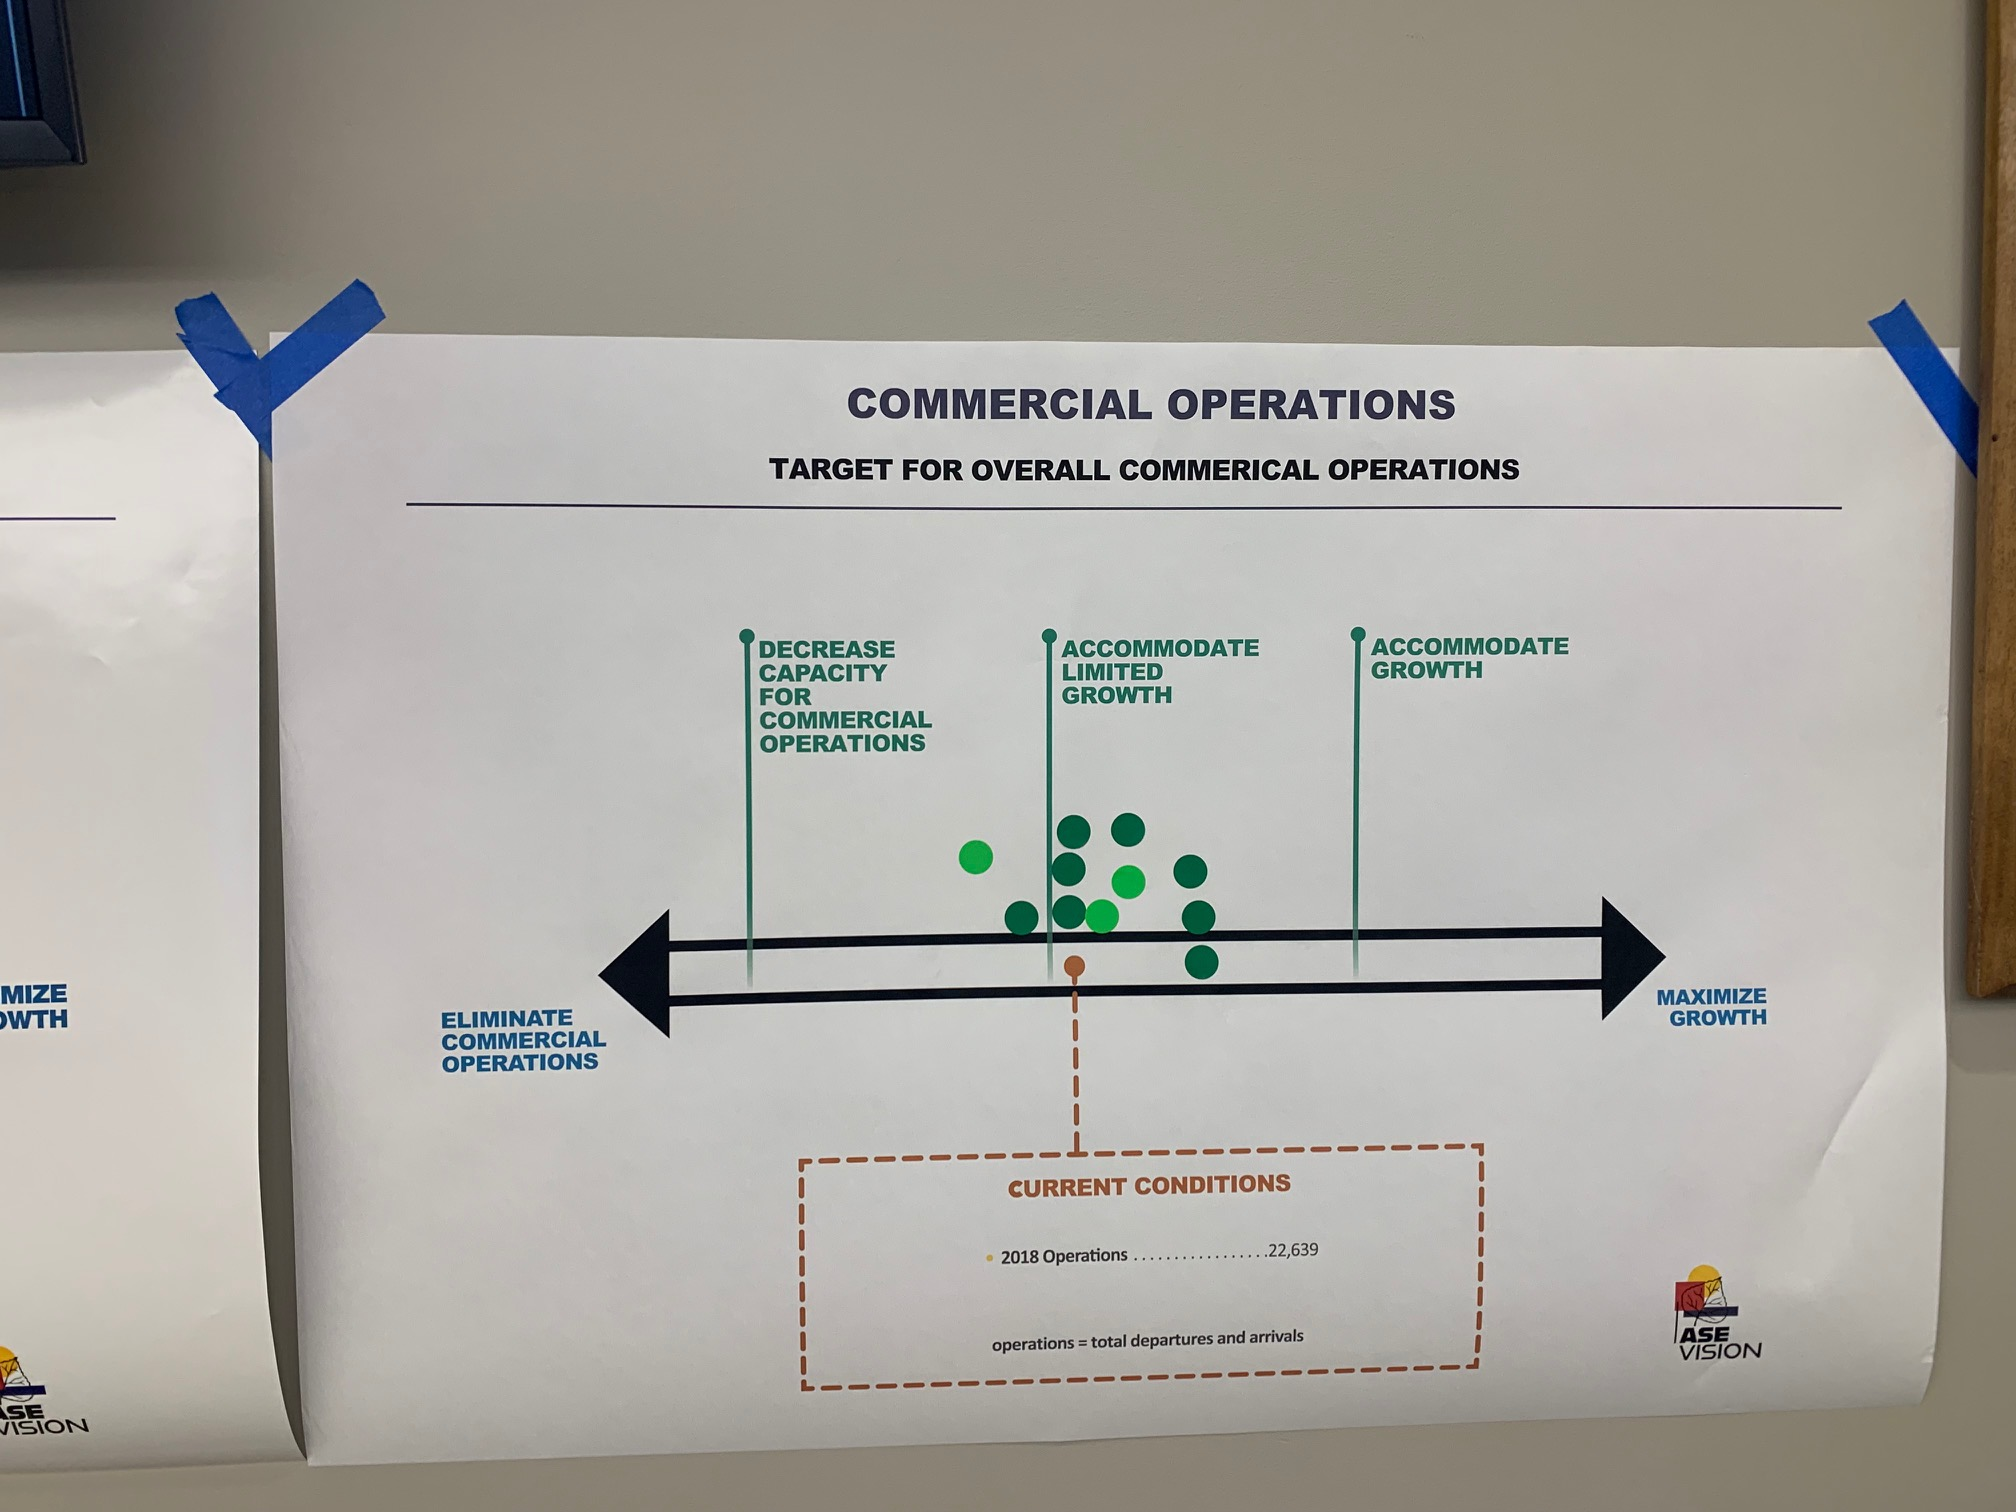 COMMERCIAL OPERATIONS
TARGET FOR OVERALL COMMERICAL OPERATIONS
DECREASE
CAPACITY
FOR
COMMERCIAL
OPERATIONS
ACCOMMODATE
LIMITED
GROWTH
ACCOMMODATE
GROWTH
MIZE
OWTH
ELIMINATE
COMMERCIAL
OPERATIONS
MAXIMIZE
GROWTH
CURRENT CONDITIONS
• 2018 Operations .................22,639
operations = total departures and arrivals
ASE
VISION
ASE
VISION